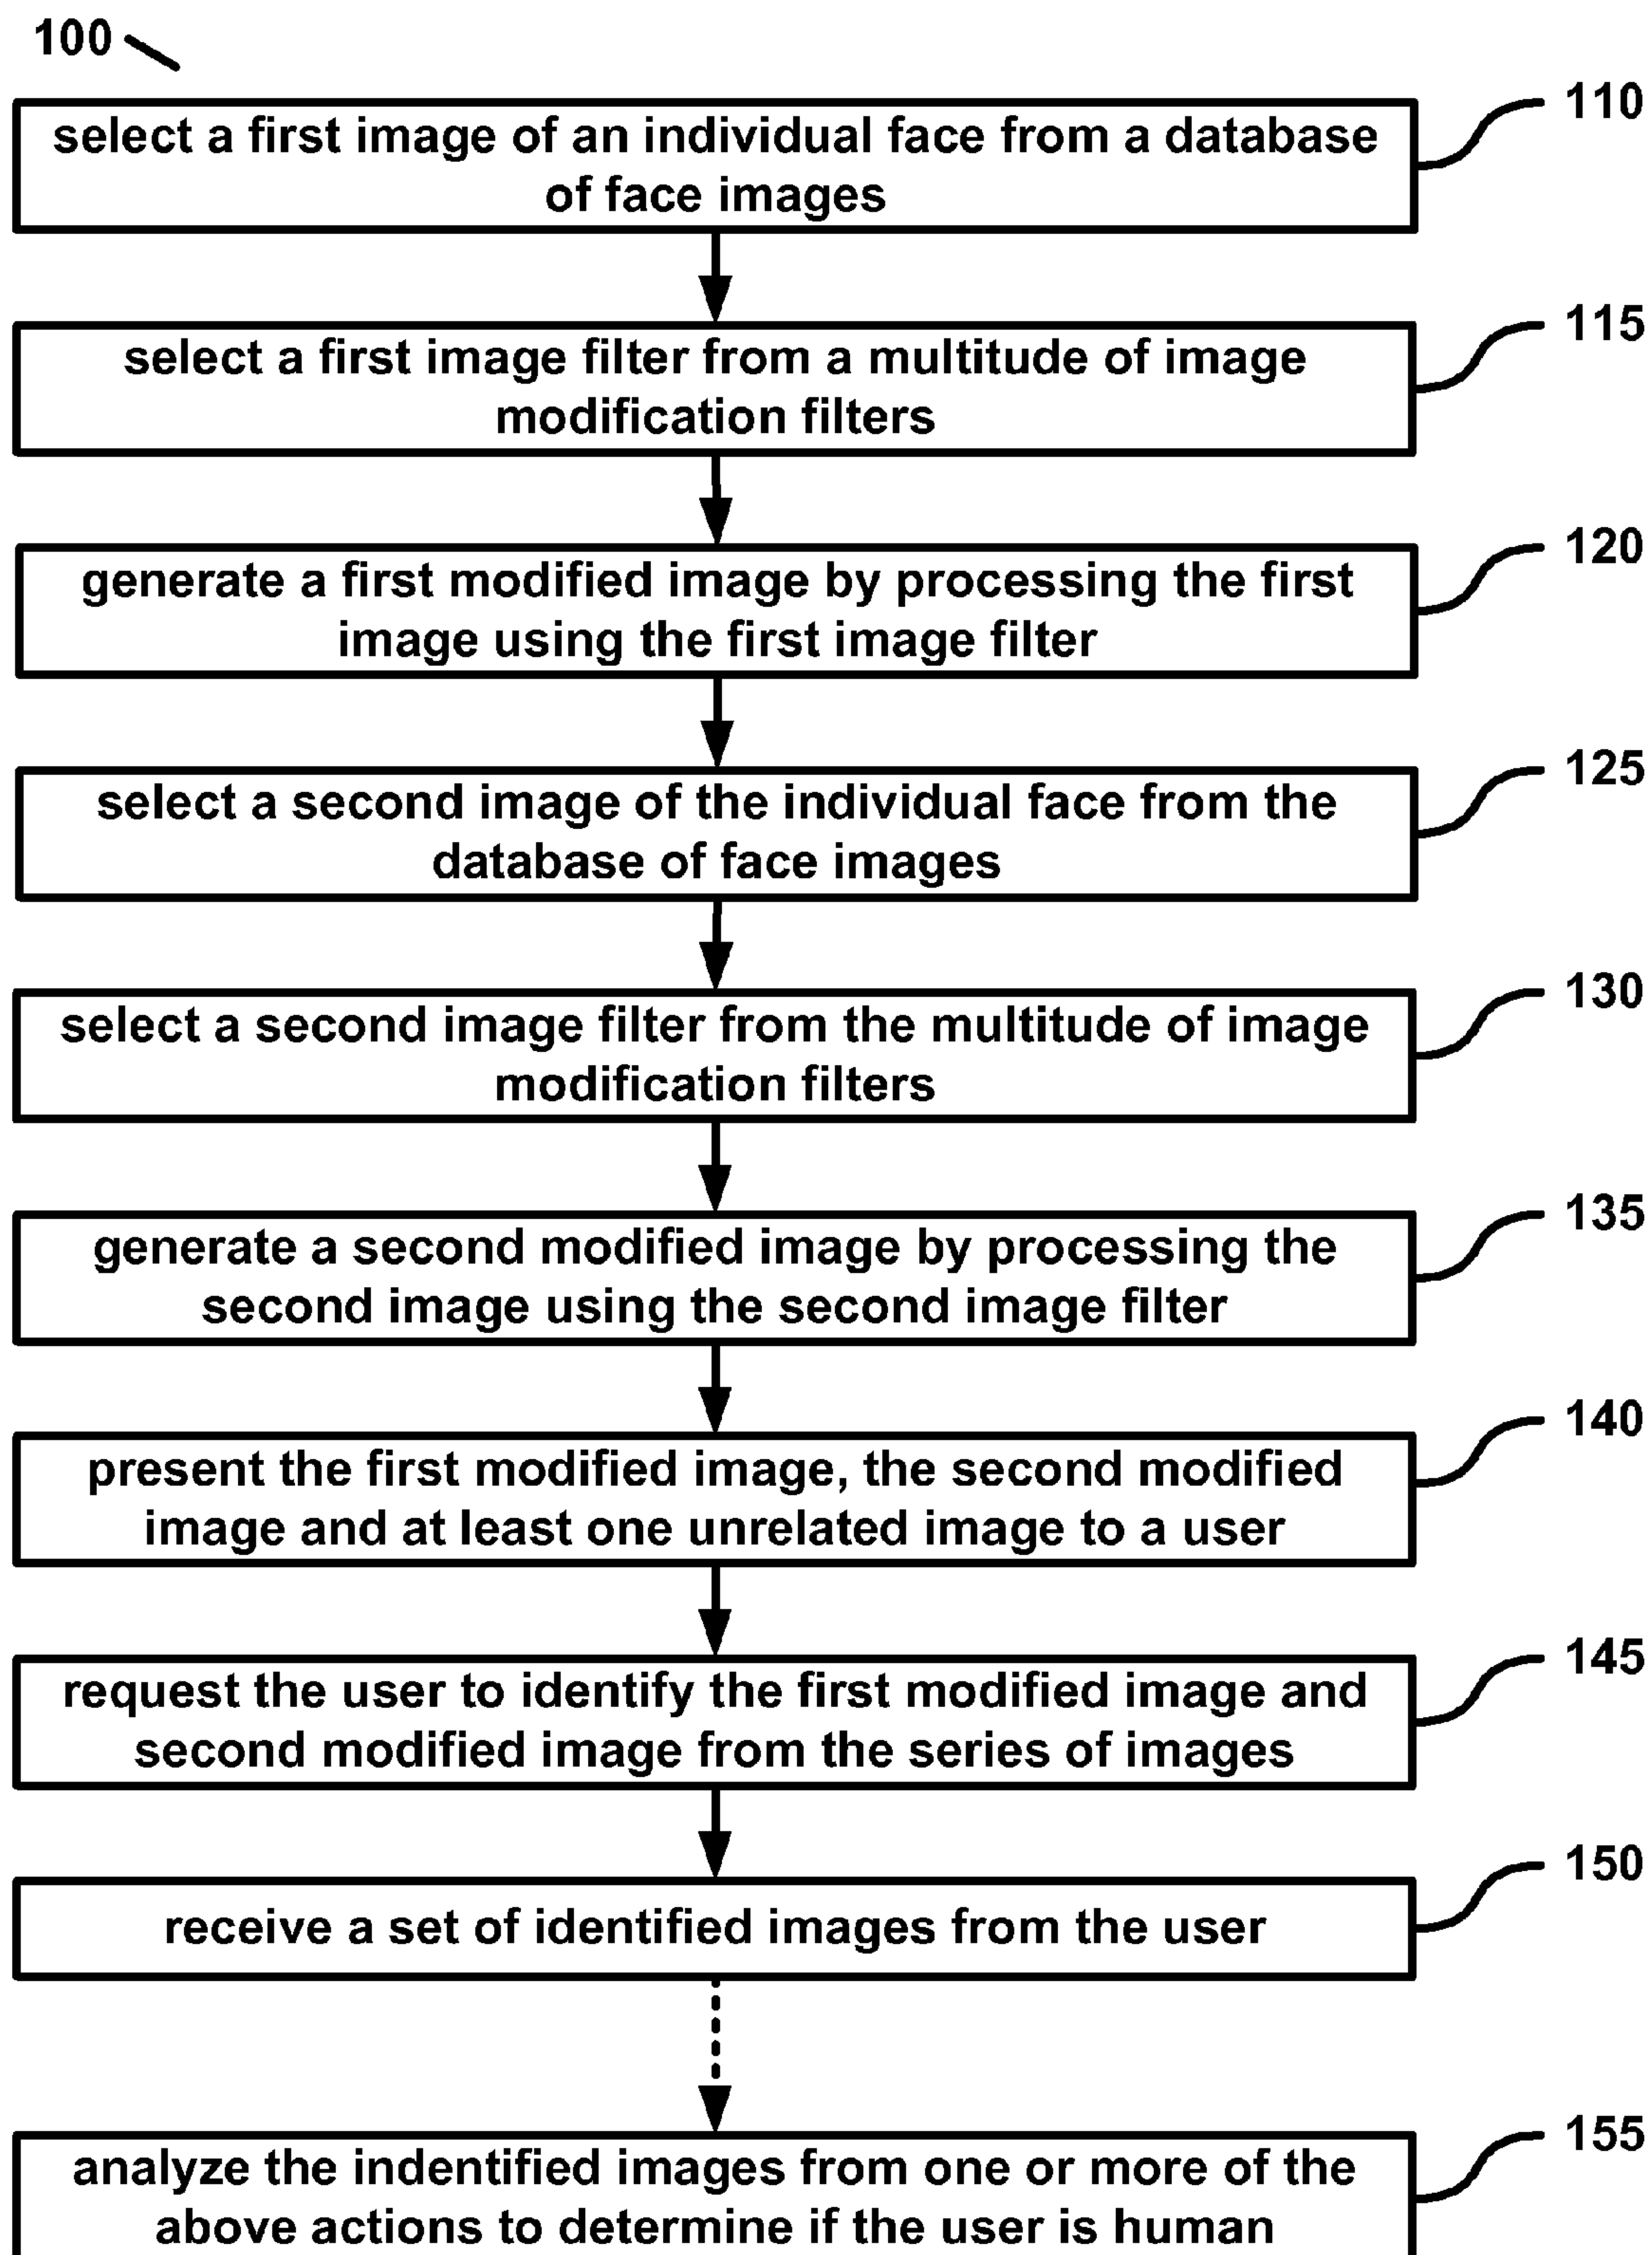 100
110
select a first image of an individual face from a database
of face images
115
select a first image filter from a multitude of image
modification filters
120
generate a first modified image by processing the first
image using the first image filter
125
select a second image of the individual face from the
database of face images
130
select a second image filter from the multitude of image
modification filters
135
generate a second modified image by processing the
second image using the second image filter
140
present the first modified image, the second modified
image and at least one unrelated image to a user
145
request the user to identify the first modified image and
second modified image from the series of images
150
receive a set of identified images from the user
155
analyze the indentified images from one or more of the
above actions to determine if the user is human